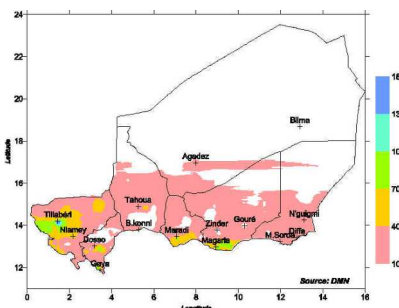 24
22
20
18
16
14
12
Latitude
Bilma
Agadez
Tahoua
Tillabéri
N'guigmi
Gouré
Niamey
B.konni
Maradi
Zinder
Diffa
Dosso
Magaria
M.Soroa
Gaya
Source: DMN
0 2 4 6 8 10 12 14 16
Longitude